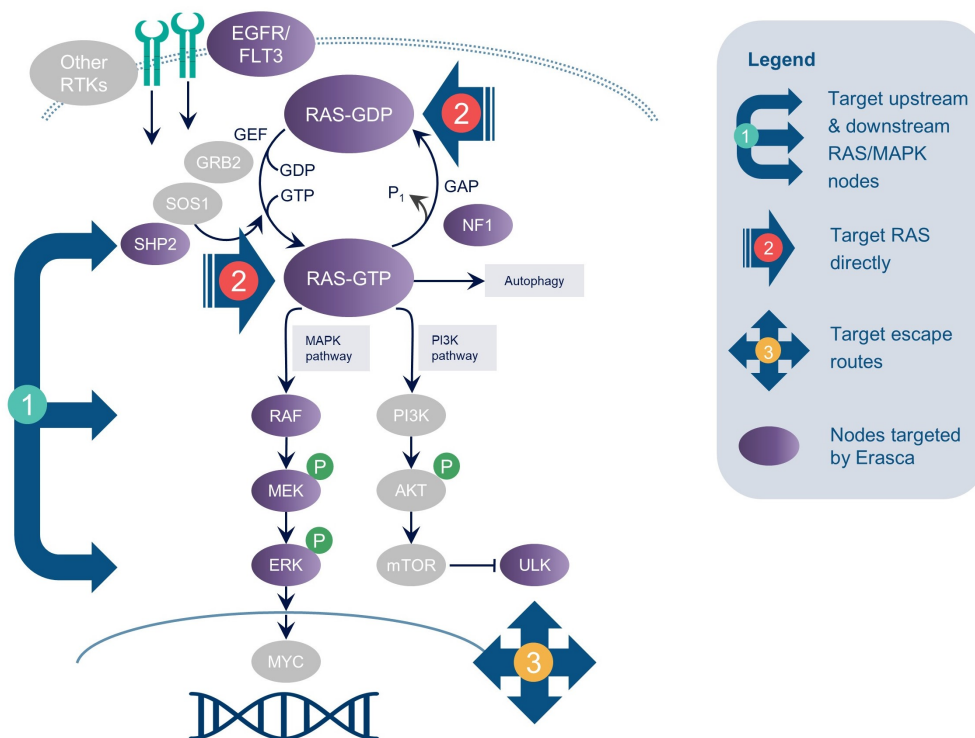 EGFR/
FLT3
Other
RTKs
RAS-GDP
2
GEF
GRB2
GDP
GTP
P1
GAP
SOS1
NF1
SHP2
2
RAS-GTP
Autophagy
MAPK
pathway
PI3K
pathway
1
RAF
PI3K
P
MEK
P
AKT
P
ERK
mTOR
ULK
MYC
3
Legend
1
Target upstream
& downstream
RAS/MAPK
nodes
2
Target RAS
directly
3
Target escape
routes
Nodes targeted
by Erasca